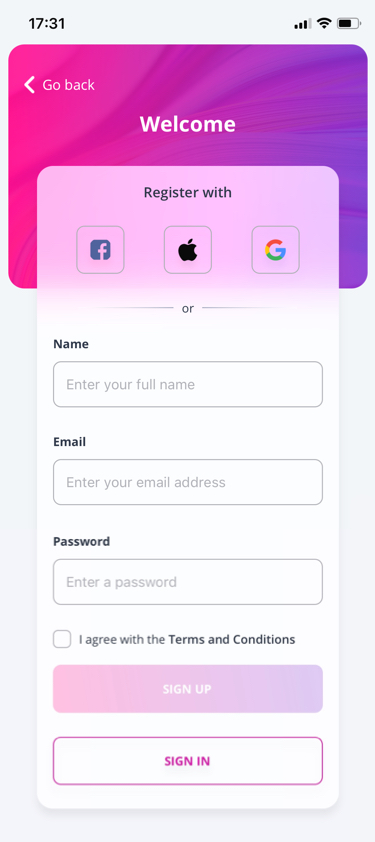 17:31
Go back
Welcome
Register with
or
Name
Enter your full name
Email
Enter your email address
Password
Enter a password
I agree with the Terms and Conditions
SIGN UP
SIGN IN